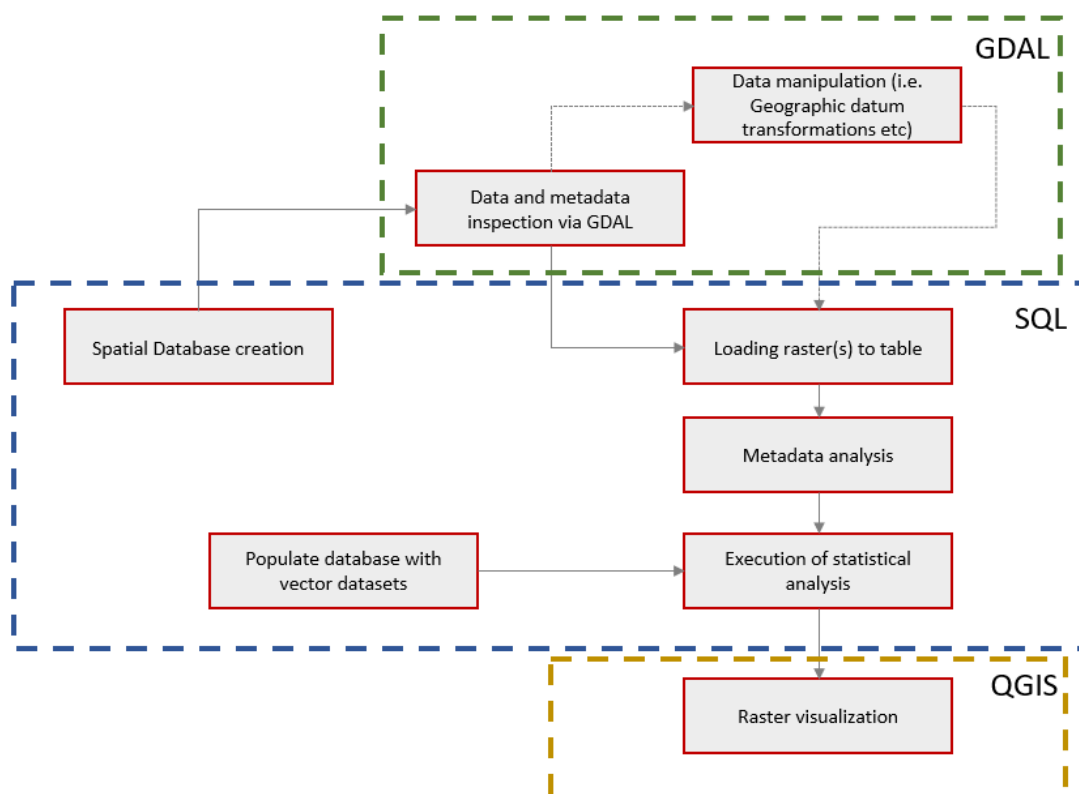 GDAL
Data manipulation (i.e.
Geographic datum
transformations etc)
Data and metadada
inspection via GDAL
SQL
Spatial Database creation
Loading raster(s) to table
Metadata analysis
Populate database with
vector datasets
Execution of statistical
analysis
QGIS
Raster visualization